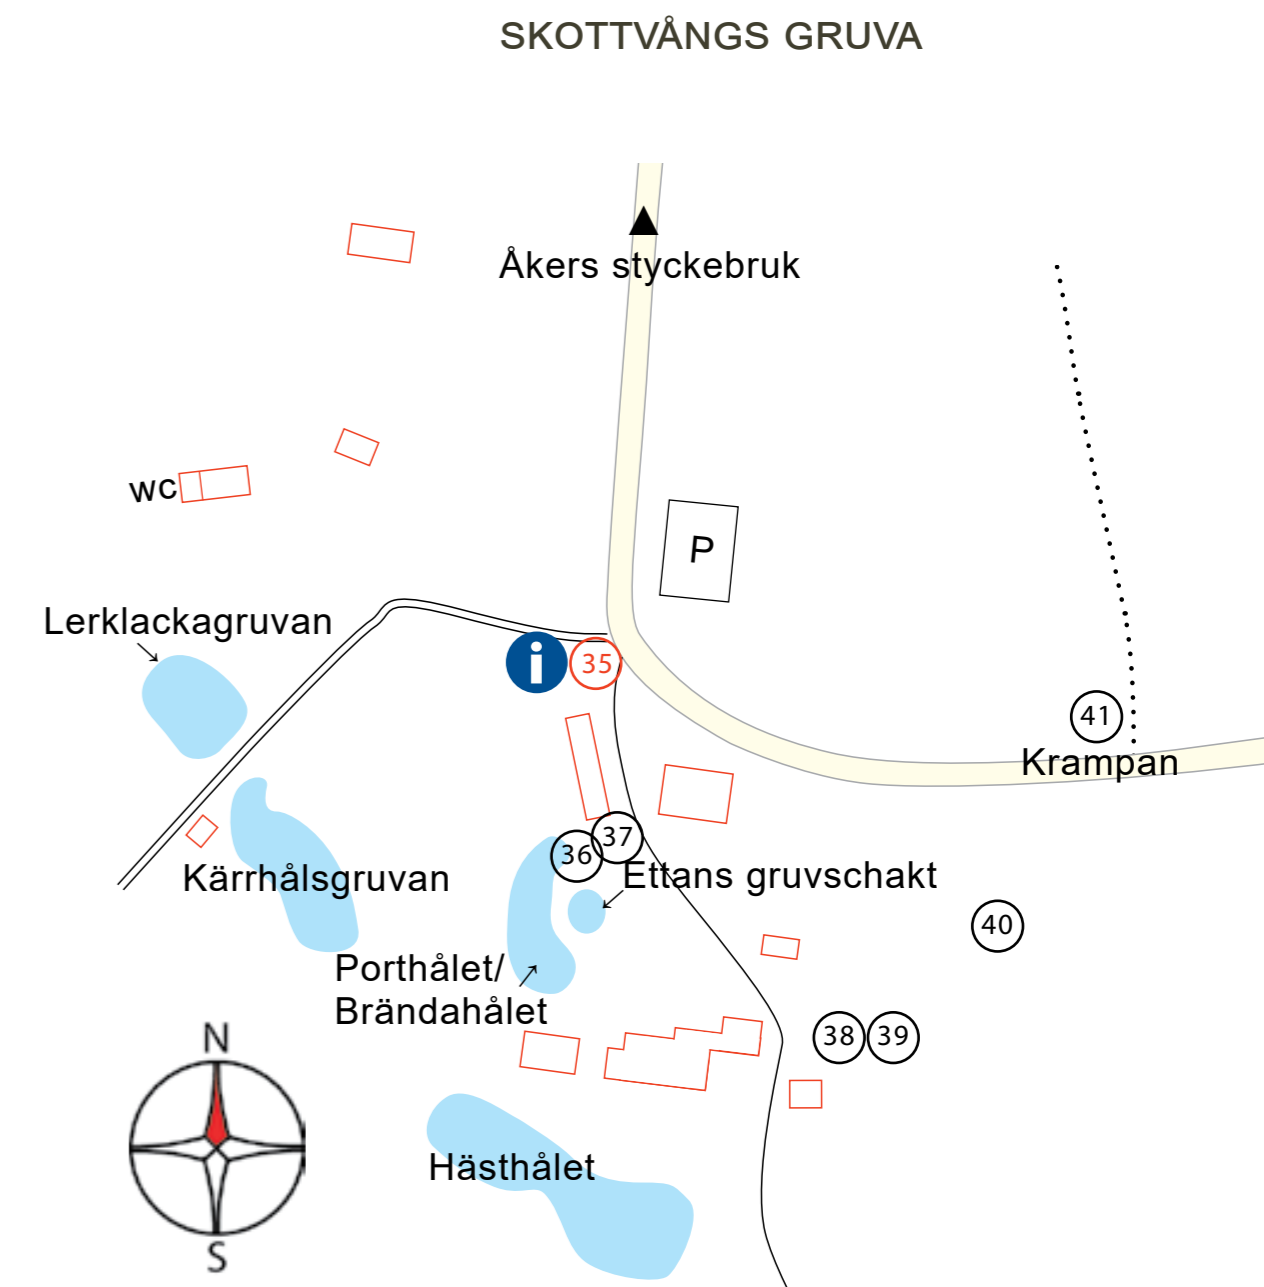 SKOTTVÅNGS GRUVA
Åkers styckebruk
wc
P
Lerklackagruvan
i
35
41
Krampan
37
36
Ettans gruvschakt
Kärrhålsgruvan
40
Porthålet/
Brändahålet
38
39
N
Hästhålet
S